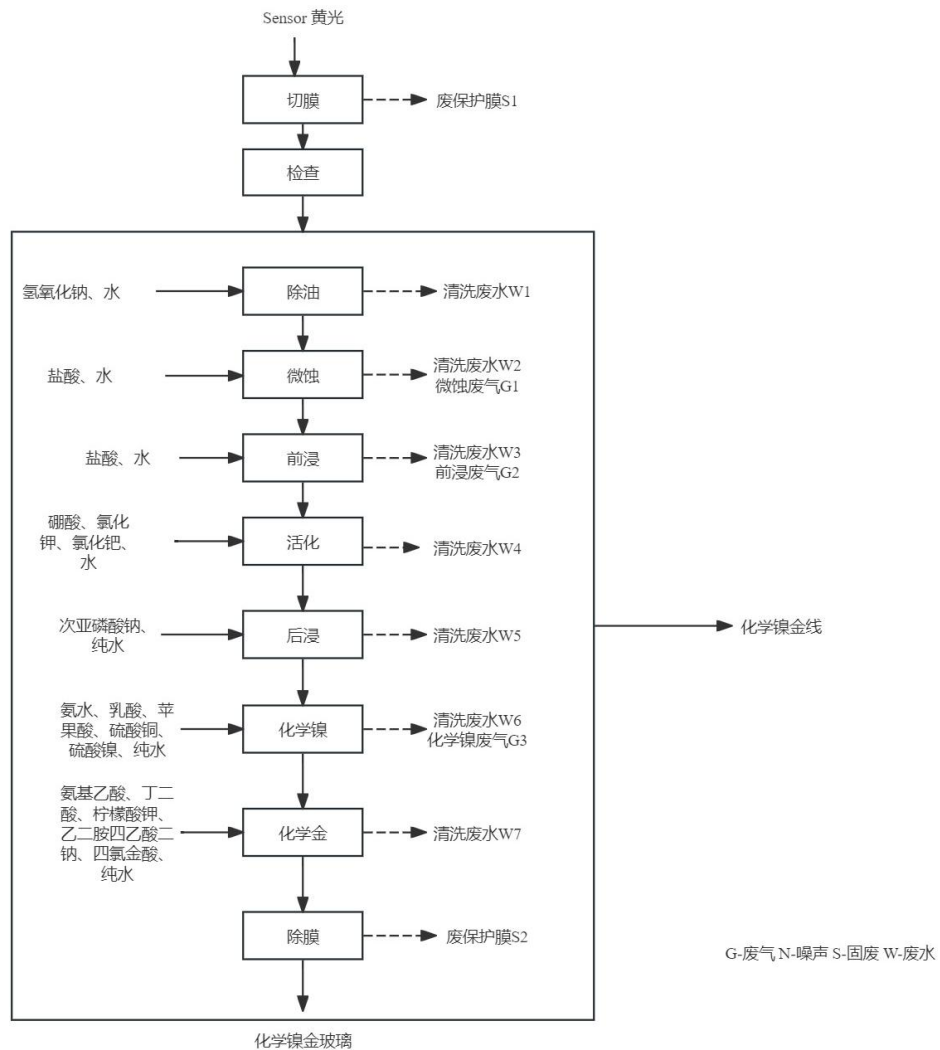 Sensor 黄光
切膜
废保护膜S1
检查
氢氧化钠、水
除油
清洗废水W1
盐酸、水
微蚀
清洗废水W2
微蚀废气G1
盐酸、水
前浸
清洗废水W3
前浸废气G2
硼酸、氯化
钾、氯化钯、
水
活化
清洗废水W4
次亚磷酸钠、
纯水
后浸
清洗废水W5
化学镍金线
氨水、乳酸、苹
果酸、硫酸铜、
硫酸镍、纯水
化学镍
清洗废水W6
化学镍废气G3
氨基乙酸、丁二
酸、柠檬酸钾、
乙二胺四乙酸二
钠、四氯金酸、
纯水
化学金
清洗废水W7
除膜
废保护膜S2
G-废气 N-噪声 S-固废 W-废水
化学镍金玻璃